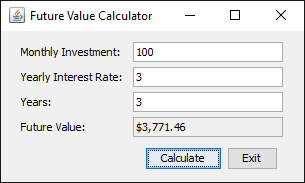 Future Value Calculator
Monthly Investment: 100
Yearly Interest Rate: 3
Years: 3
Future Value: $3,771.46
Calculate Exit